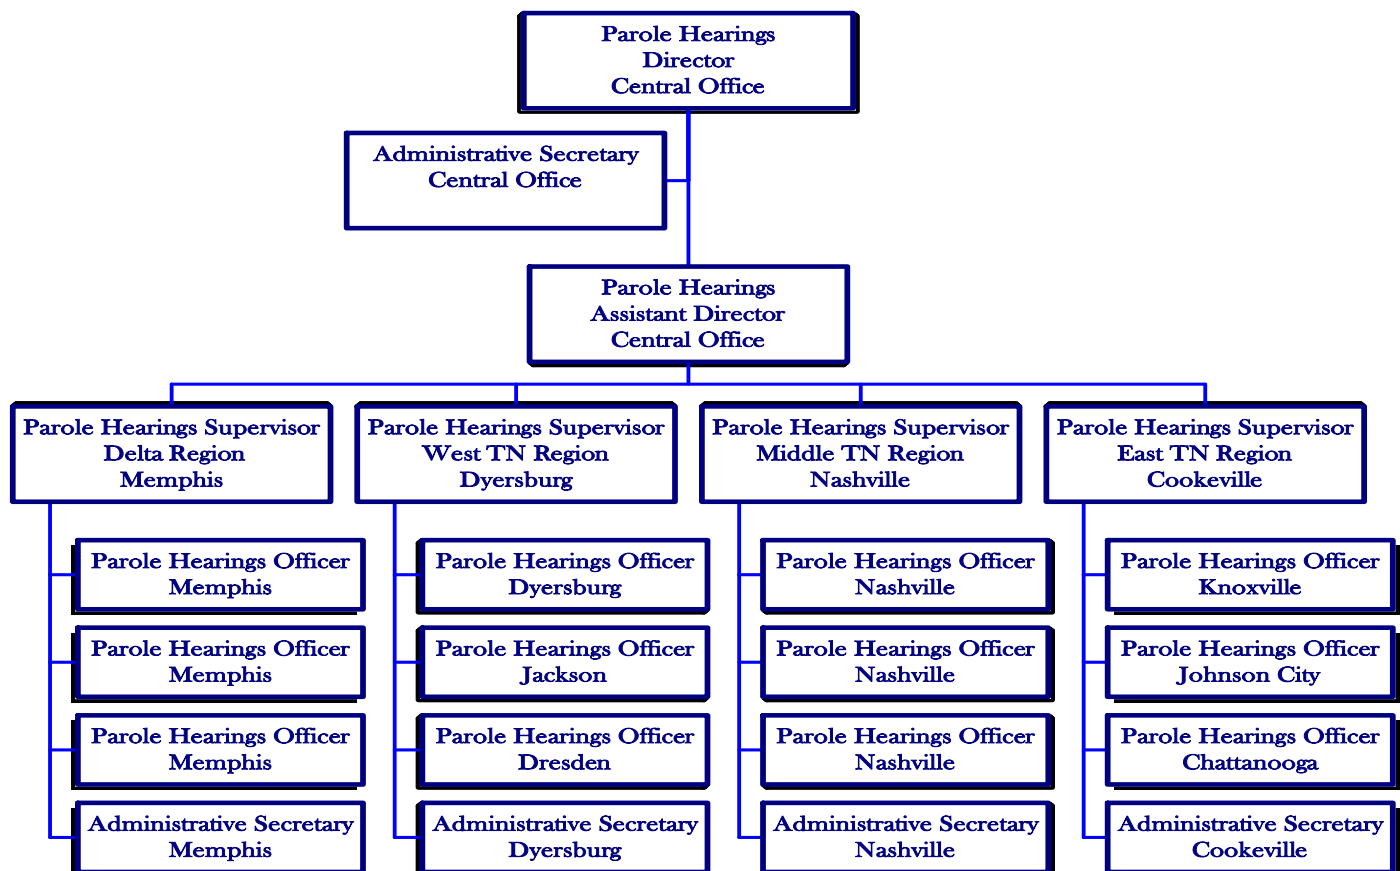 Parole Hearings
Director
Central Office
Administrative Secretary
Central Office
Parole Hearings
Assistant Director
Central Office
Parole Hearings Supervisor
Delta Region
Memphis
Parole Hearings Officer
Memphis
Parole Hearings Officer
Memphis
Parole Hearings Officer
Memphis
Administrative Secretary
Memphis
Parole Hearings Supervisor
West TN Region
Dyersburg
Parole Hearings Officer
Dyersburg
Parole Hearings Officer
Jackson
Parole Hearings Officer
Dresden
Administrative Secretary
Dyersburg
Parole Hearings Supervisor
Middle TN Region
Nashville
Parole Hearings Officer
Nashville
Parole Hearings Officer
Nashville
Parole Hearings Officer
Nashville
Administrative Secretary
Nashville
Parole Hearings Supervisor
East TN Region
Cookeville
Parole Hearings Officer
Knoxville
Parole Hearings Officer
Johnson City
Parole Hearings Officer
Chattanooga
Administrative Secretary
Cookeville